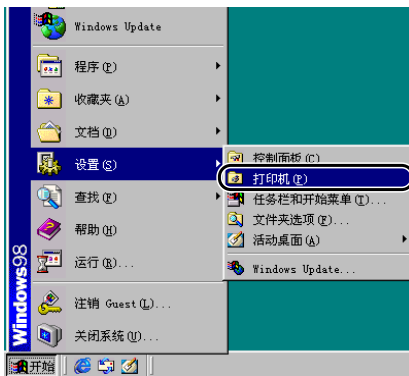 Windows Update
程序(P)
收藏夹(A)
文档(D)
设置(S)
查找(F)
帮助(H)
运行(R)...
注销 Guest(L)...
关闭系统(U)...
控制面板(C)
打印机(P)
任务栏和开始菜单(T)...
文件夹选项(F)...
活动桌面(A)
Windows Update...
Windows98
开始